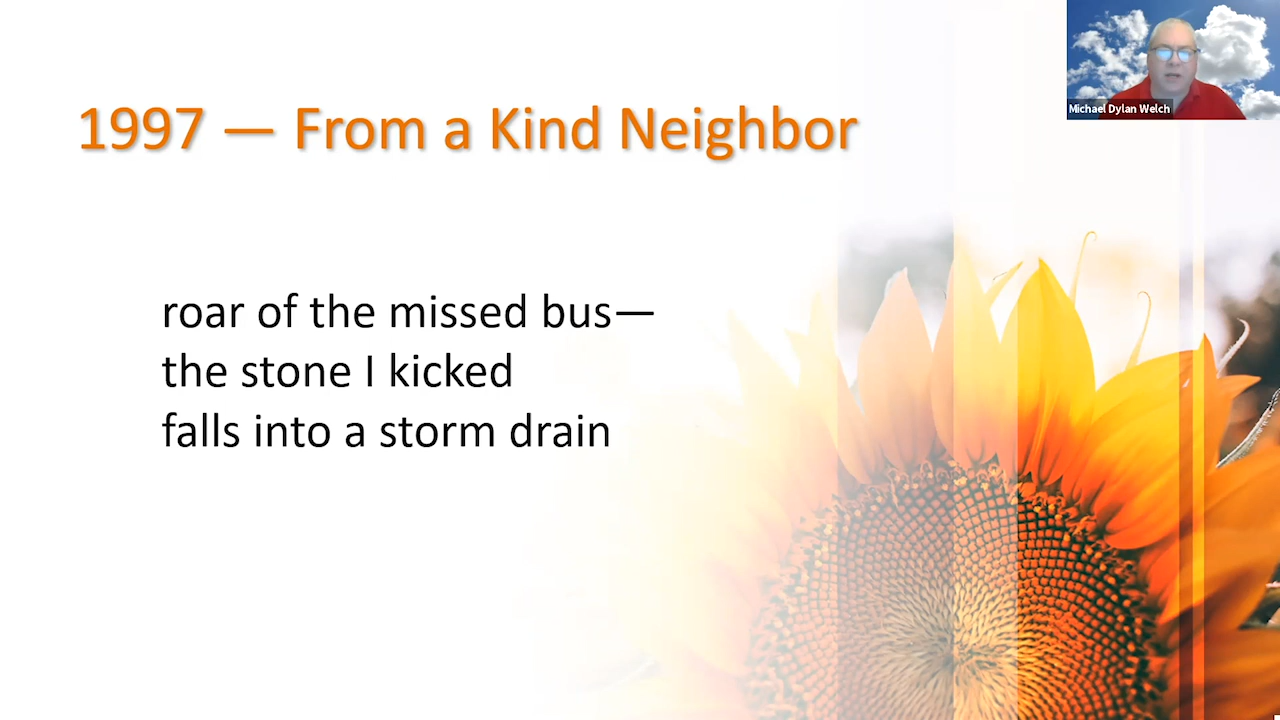 1997 — From a Kind Neighbor
roar of the missed bus—
the stone I kicked
falls into a storm drain
Michael Dylan Welch